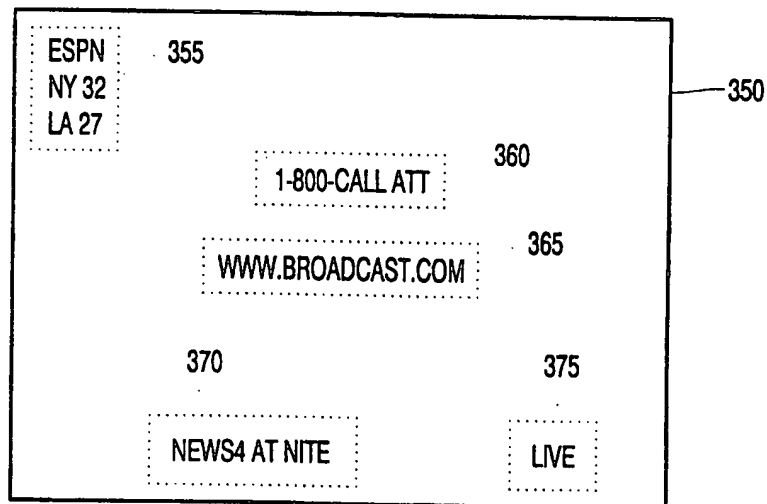 ESPN
NY 32
LA 27
355
350
360
1-800-CALL ATT
365
WWW.BROADCAST.COM
370
375
NEWS4 AT NITE
LIVE